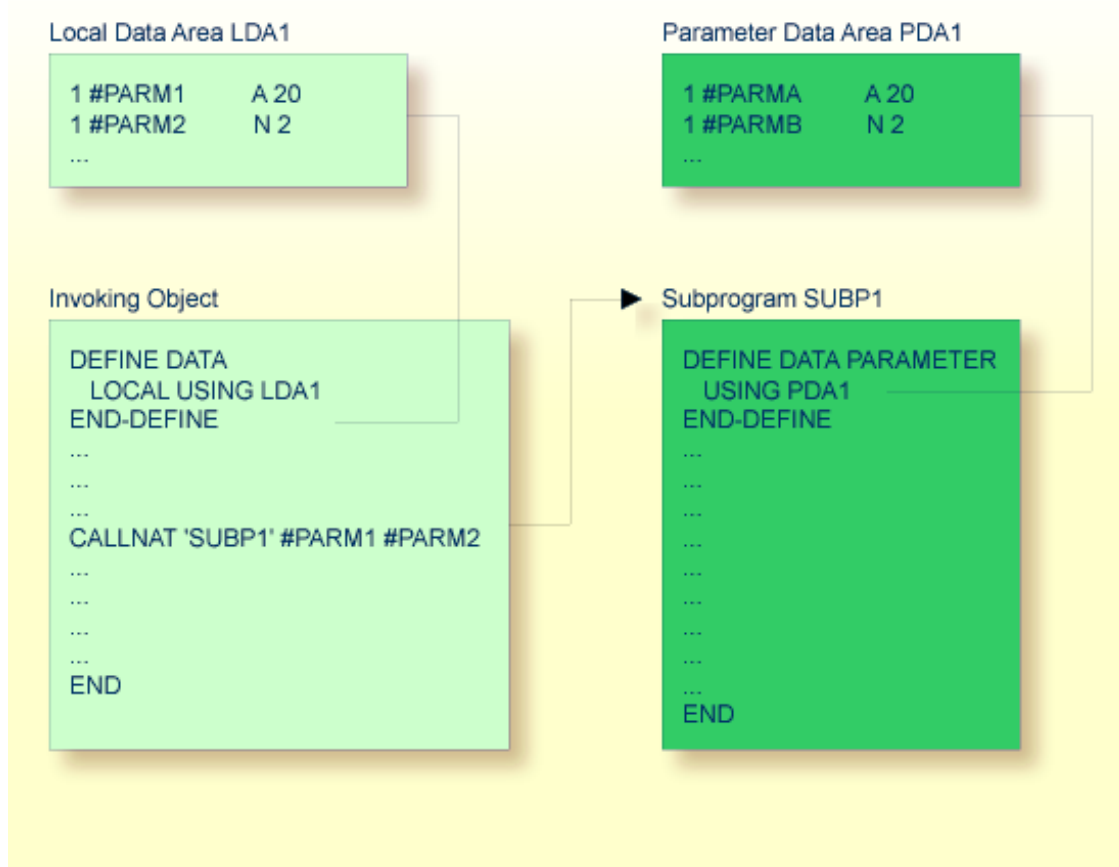 Local Data Area LDA1
1 #PARM1 A 20
1 #PARM2 N 2
...
Parameter Data Area PDA1
1 #PARMA A 20
1 #PARMB N 2
...
Invoking Object
DEFINE DATA
LOCAL USING LDA1
END-DEFINE
...
...
...
CALLNAT 'SUBP1' #PARM1 #PARM2
...
...
...
...
END
Subprogram SUBP1
DEFINE DATA PARAMETER
USING PDA1
END-DEFINE
...
...
...
...
...
...
...
...
...
END